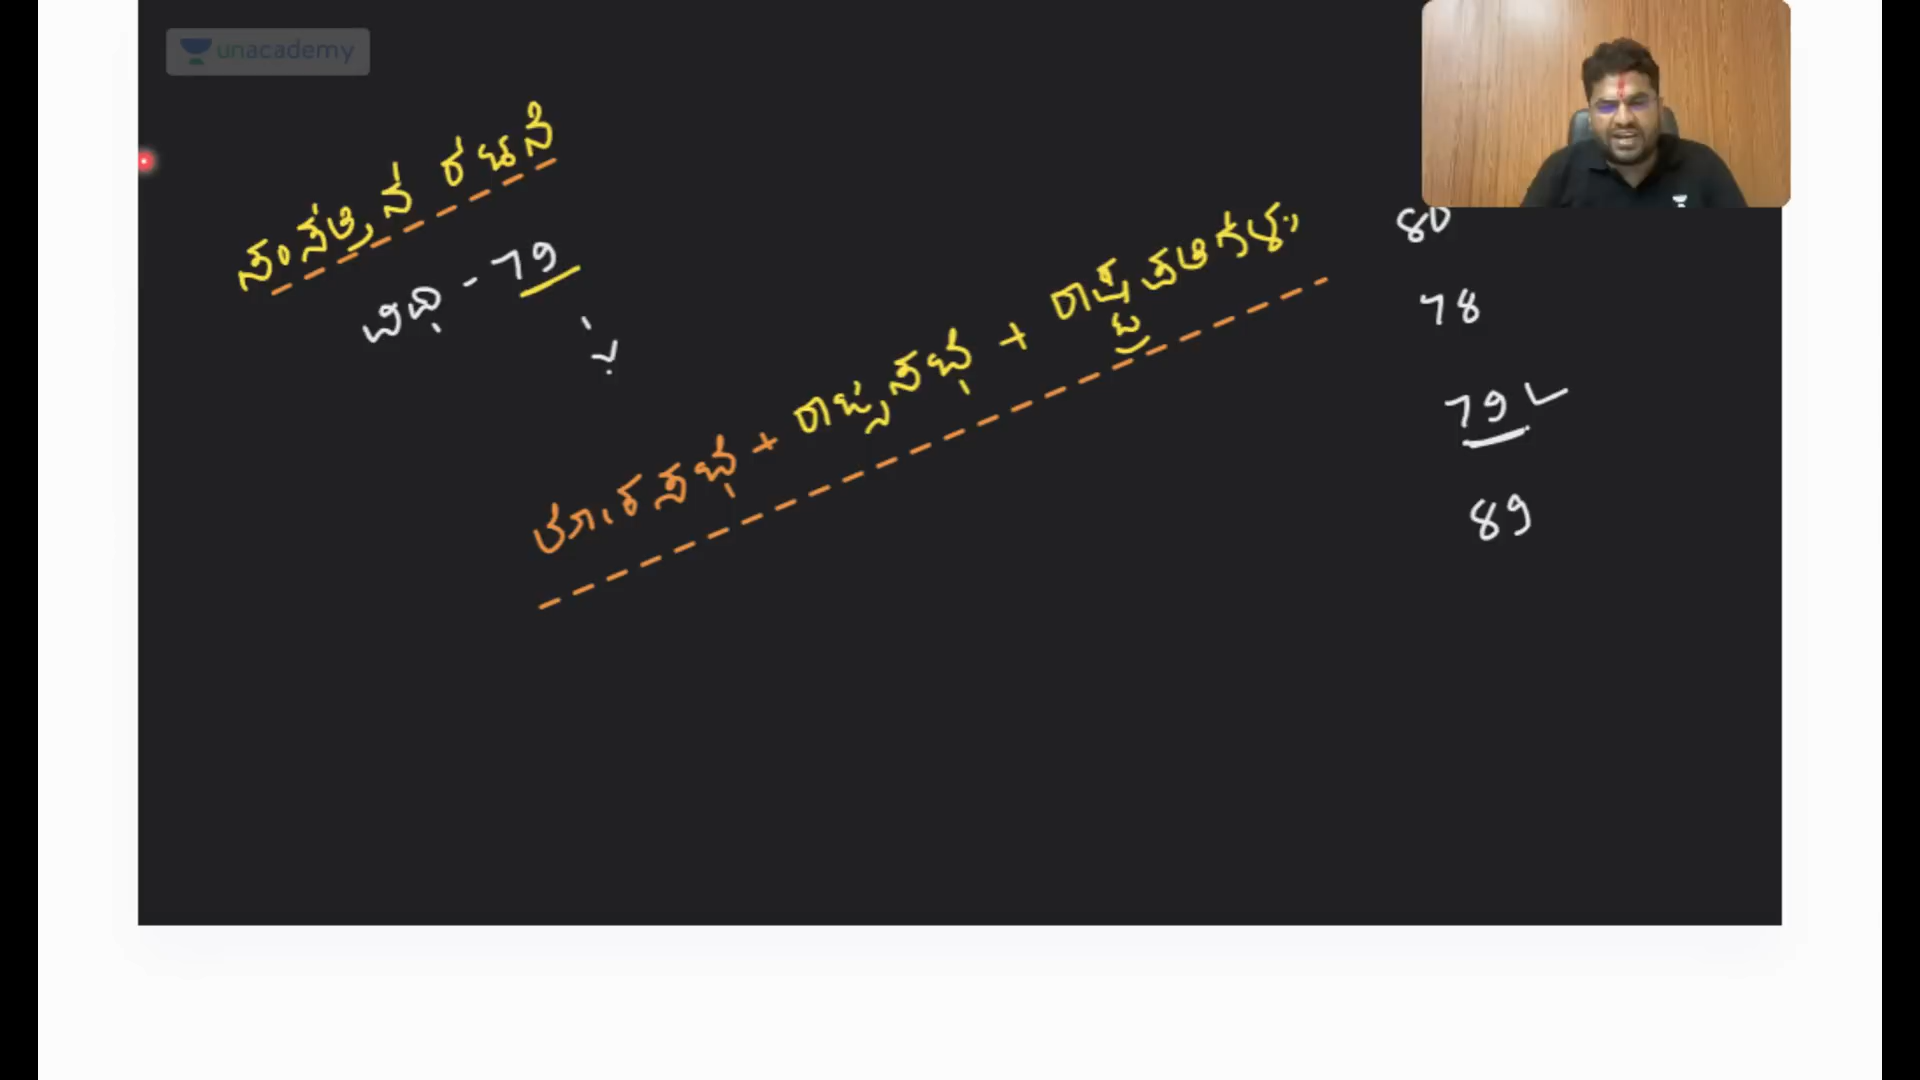 unacademy
ಸಂಸತ್ತಿನ ರಚನೆ
ವಿಧಿ - 79
ಲೋಕಸಭೆ + ರಾಜ್ಯಸಭೆ + ರಾಷ್ಟ್ರಪತಿಗಳು
80
78
79
89